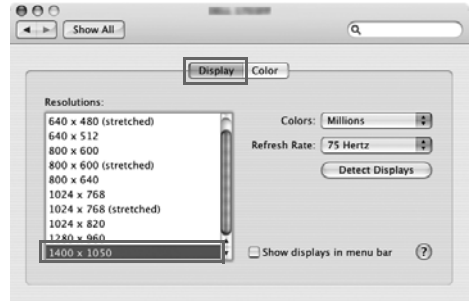 Show All
Display Color
Resolutions:
640 x 480 (stretched)
640 x 512
800 x 600
800 x 600 (stretched)
800 x 640
1024 x 768
1024 x 768 (stretched)
1024 x 820
1280 x 960
1400 x 1050
Colors: Millions
Refresh Rate: 75 Hertz
Detect Displays
Show displays in menu bar ?